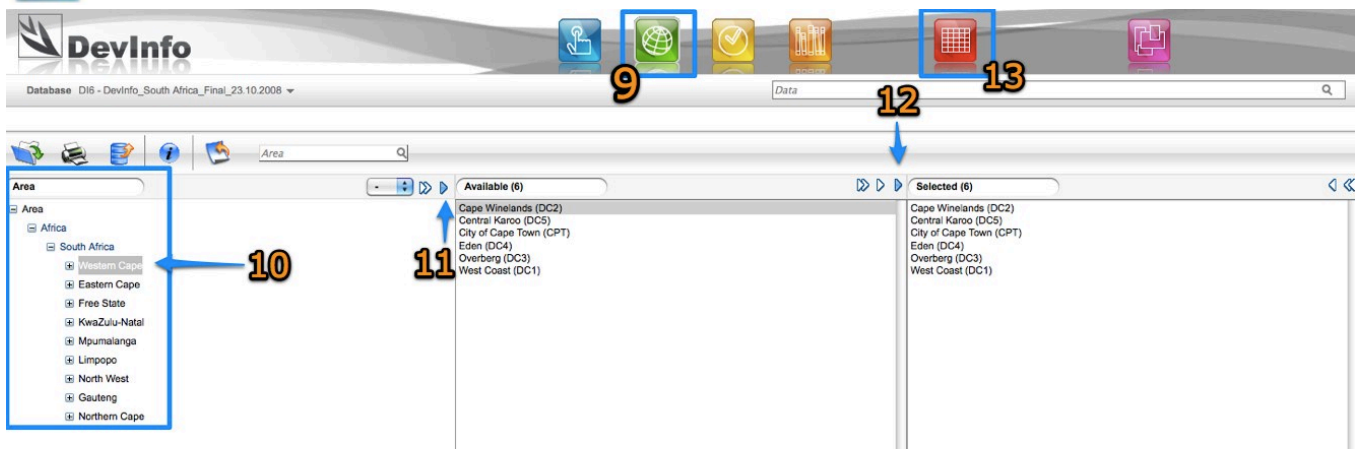 DevInfo
9
13
Database DI6 - DevInfo_South Africa_Final_23.10.2008
Data
12
Area
Area
-
Available (6)
Selected (6)
Area
Africa
South Africa
Western Cape
Eastern Cape
Free State
KwaZulu-Natal
Mpumalanga
Limpopo
North West
Gauteng
Northern Cape
10
11
Cape Winelands (DC2)
Central Karoo (DC5)
City of Cape Town (CPT)
Eden (DC4)
Overberg (DC3)
West Coast (DC1)
Cape Winelands (DC2)
Central Karoo (DC5)
City of Cape Town (CPT)
Eden (DC4)
Overberg (DC3)
West Coast (DC1)